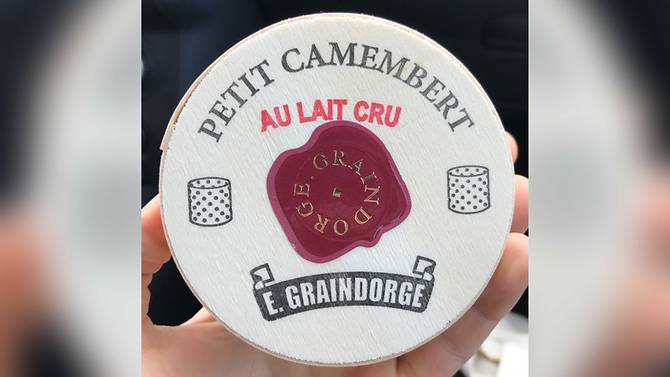 PETIT CAMEMBERT
AU LAIT CRU
E. GRAINDORGE
E. GRAINDORGE